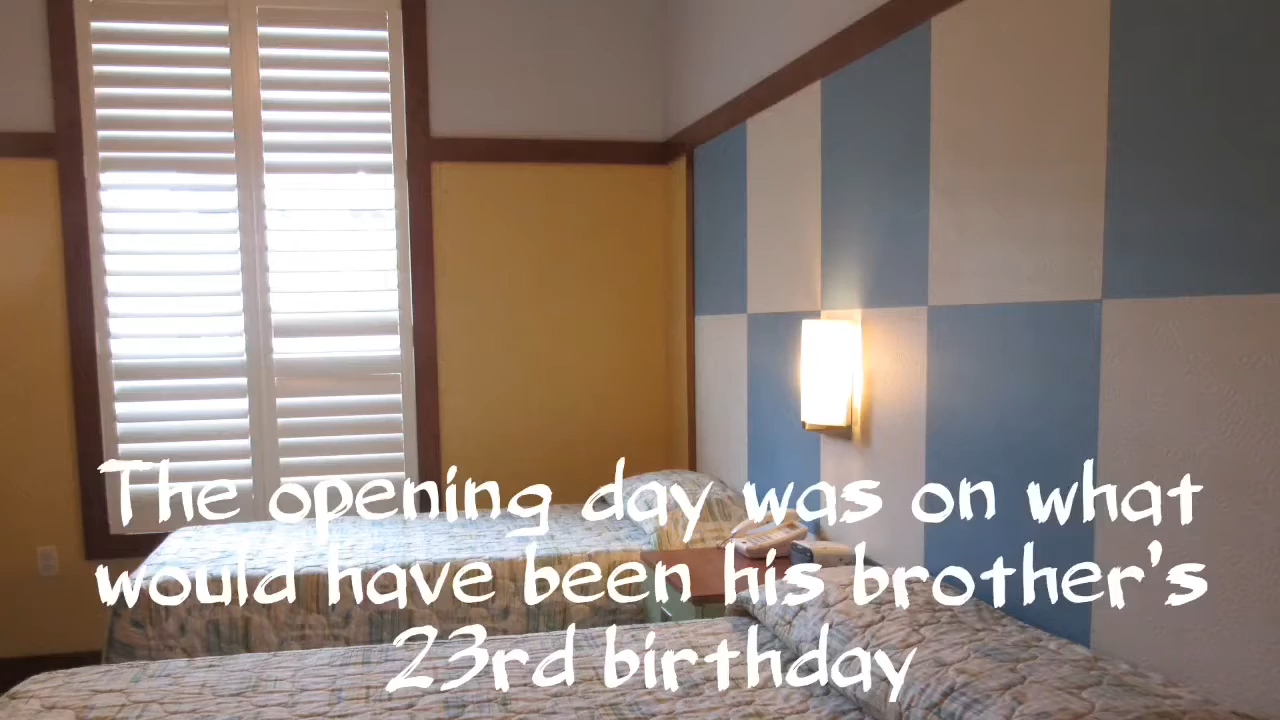 The opening day was on what
would have been his brother's
23rd birthday